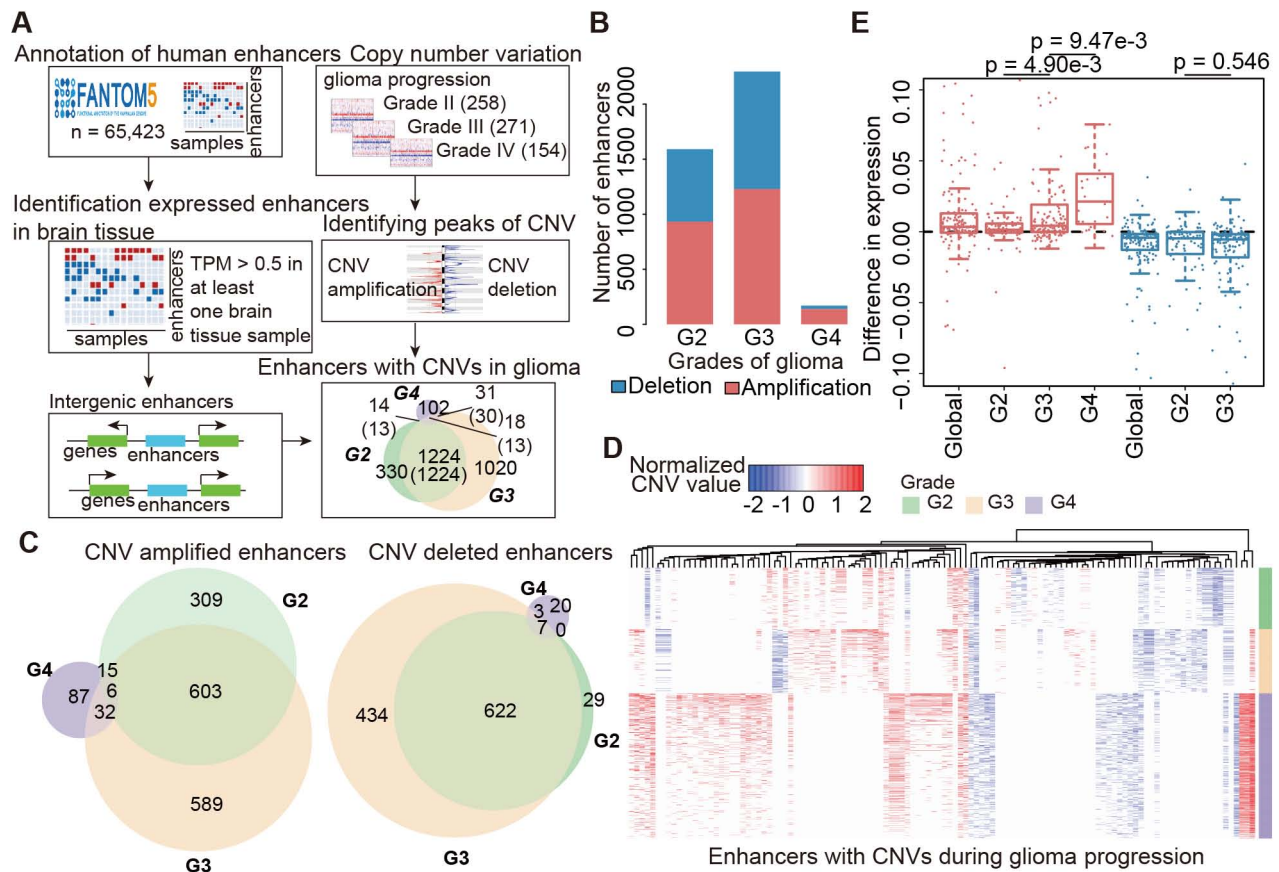 A
Annotation of human enhancers
FANTOM5
FUNCTIONAL ANNOTATION OF THE MAMMALIAN GENOME
n = 65,423
samples
enhancers
Copy number variation
glioma progression
Grade II (258)
Grade III (271)
Grade IV (154)
Identification expressed enhancers
in brain tissue
samples
enhancers
TPM > 0.5 in
at least
one brain
tissue sample
Identifying peaks of CNV
CNV
amplification
CNV
deletion
Intergenic enhancers
genes
enhancers
genes
enhancers
Enhancers with CNVs in glioma
G4
31
14
102
(30)
18
(13)
(13)
G2
1224
330
(1224)
1020
G3
B
Number of enhancers
2000
1500
1000
500
0
G2
G3
G4
Grades of glioma
Deletion
Amplification
C
CNV amplified enhancers
309
G2
G4
15
87
6
603
32
589
G3
CNV deleted enhancers
G4
3
20
7
0
434
622
29
G2
G3
D
Normalized
CNV value
-2 -1 0 1 2
Grade
G2
G3
G4
Enhancers with CNVs during glioma progression
E
p = 9.47e-3
p = 4.90e-3
p = 0.546
Difference in expression
0.10
0.05
0.00
−0.05
−0.10
Global
G2
G3
G4
Global
G2
G3